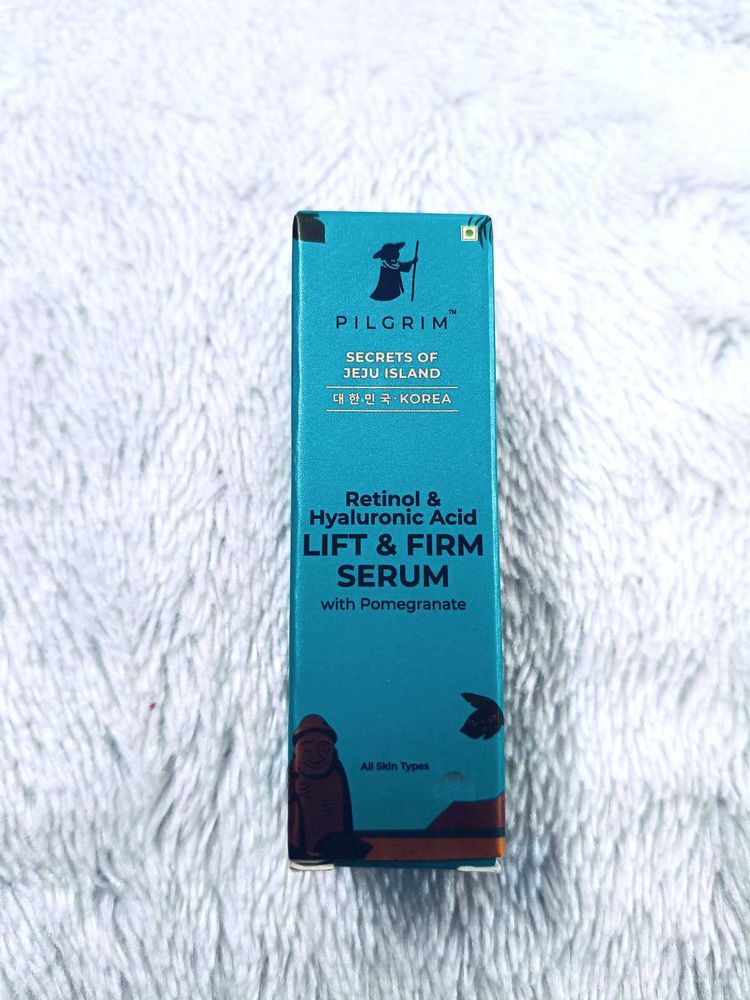 PILGRIM™
SECRETS OF
JEJU ISLAND
대한민국·KOREA
Retinol &
Hyaluronic Acid
LIFT & FIRM
SERUM
with Pomegranate
All Skin Types